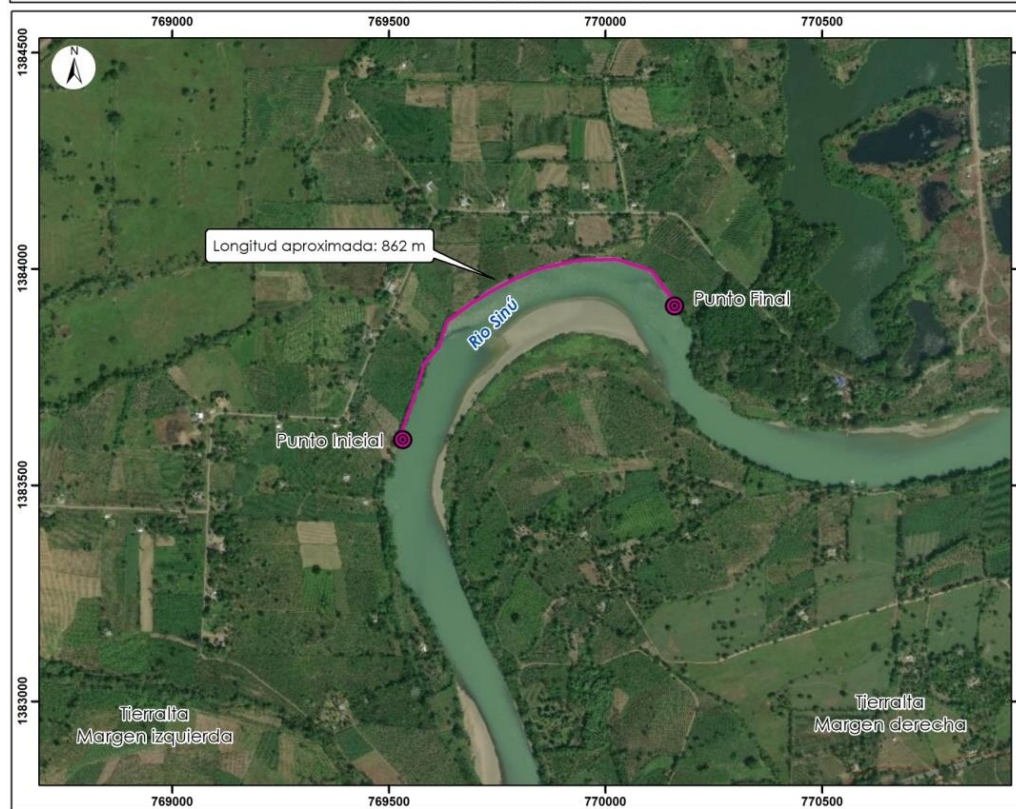 769000 769500 770000 770500
1384500
N
Longitud aproximada: 862 m
1384000
Punto Final
Río Sinú
Punto Inicial
1383500
1383000
Tierralta
Margen izquierda
Tierralta
Margen derecha
769000 769500 770000 770500